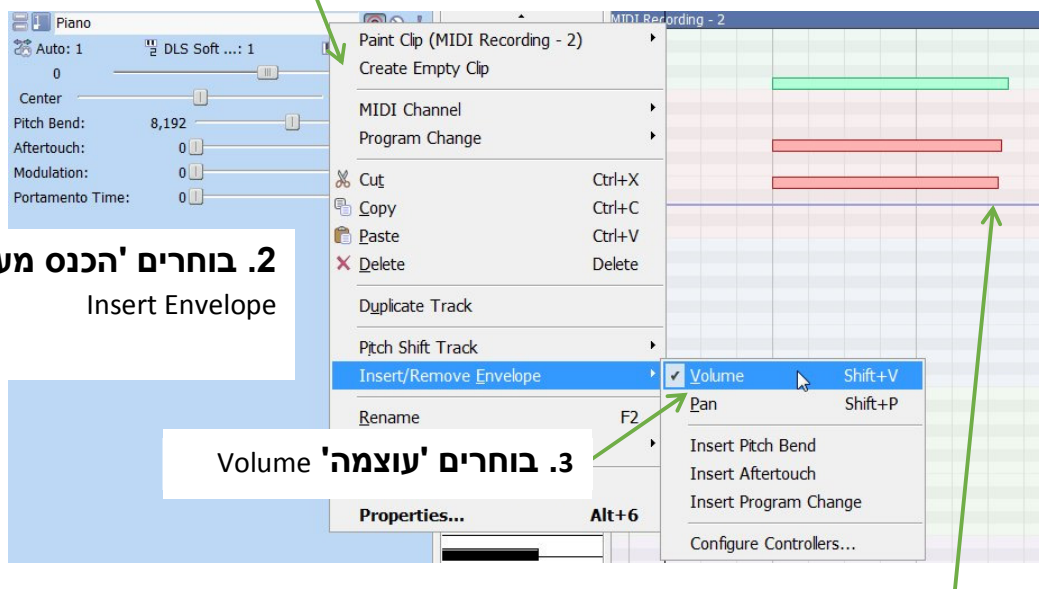 Piano
MIDI Recording - 2
Auto: 1 DLS Soft ...: 1
0
Center
Pitch Bend: 8,192
Aftertouch: 0
Modulation: 0
Portamento Time: 0
Paint Clip (MIDI Recording - 2)
Create Empty Clip
MIDI Channel
Program Change
Cut Ctrl+X
Copy Ctrl+C
Paste Ctrl+V
Delete Delete
Duplicate Track
Pitch Shift Track
Insert/Remove Envelope
Rename F2
Properties... Alt+6
Volume Shift+V
Pan Shift+P
Insert Pitch Bend
Insert Aftertouch
Insert Program Change
Configure Controllers...
2. בוחרים 'הכנס
Insert Envelope
3. בוחרים 'עוצמה' Volume